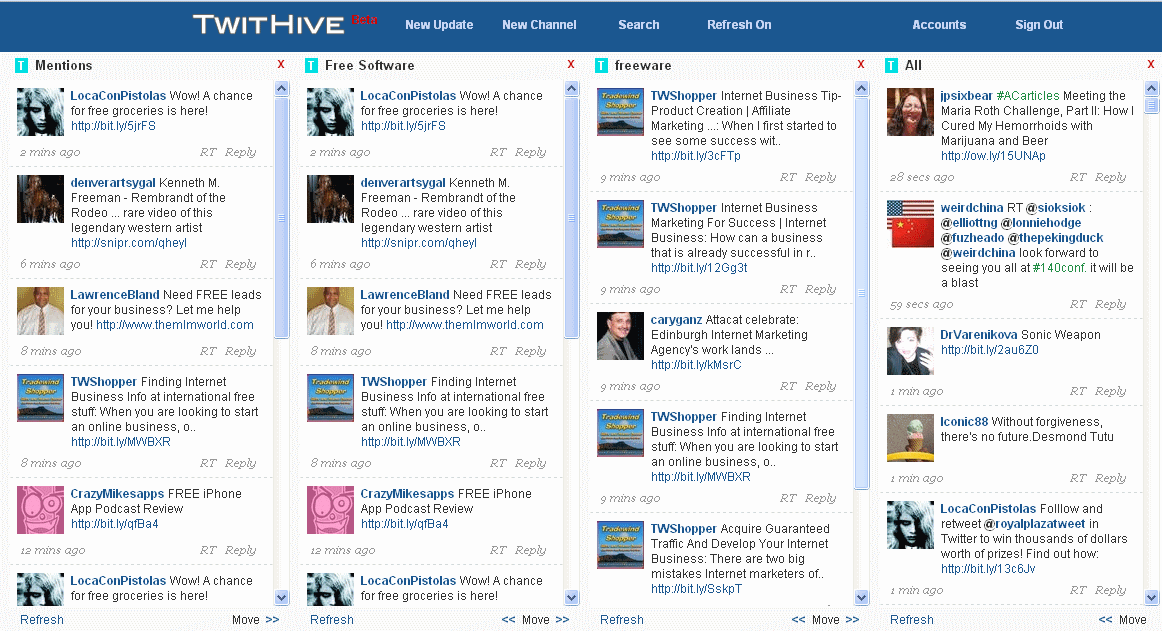 TWITHIVE Beta
New Update
New Channel
Search
Refresh On
Accounts
Sign Out
T Mentions X
LocaConPistolas Wow! A chance
for free groceries is here!
http://bit.ly/5jrFS
2 mins ago RT Reply
denverartsygal Kenneth M.
Freeman - Rembrandt of the
Rodeo ... rare video of this
legendary western artist
http://snipr.com/qheyl
6 mins ago RT Reply
LawrenceBland Need FREE leads
for your business? Let me help
you! http://www.themlmworld.com
8 mins ago RT Reply
Tradewind
Shopper
TWShopper Finding Internet
Business Info at international free
stuff: When you are looking to start
an online business, o..
http://bit.ly/MWBXR
8 mins ago RT Reply
CrazyMikesapps FREE iPhone
App Podcast Review
http://bit.ly/qfBa4
12 mins ago RT Reply
LocaConPistolas Wow! A chance
for free groceries is here!
Refresh Move >>
T Free Software X
LocaConPistolas Wow! A chance
for free groceries is here!
http://bit.ly/5jrFS
2 mins ago RT Reply
denverartsygal Kenneth M.
Freeman - Rembrandt of the
Rodeo ... rare video of this
legendary western artist
http://snipr.com/qheyl
6 mins ago RT Reply
LawrenceBland Need FREE leads
for your business? Let me help
you! http://www.themlmworld.com
8 mins ago RT Reply
Tradewind
Shopper
TWShopper Finding Internet
Business Info at international free
stuff: When you are looking to start
an online business, o..
http://bit.ly/MWBXR
8 mins ago RT Reply
CrazyMikesapps FREE iPhone
App Podcast Review
http://bit.ly/qfBa4
12 mins ago RT Reply
LocaConPistolas Wow! A chance
for free groceries is here!
Refresh << Move >>
T freeware X
Tradewind
Shopper
TWShopper Internet Business Tip-
Product Creation | Affiliate
Marketing ...: When I first started to
see some success wit..
http://bit.ly/3cFTp
9 mins ago RT Reply
Tradewind
Shopper
TWShopper Internet Business
Marketing For Success | Internet
Business: How can a business
that is already successful in r..
http://bit.ly/12Gg3t
9 mins ago RT Reply
caryganz Attacat celebrate:
Edinburgh Internet Marketing
Agency's work lands ...
http://bit.ly/kMsrC
9 mins ago RT Reply
Tradewind
Shopper
TWShopper Finding Internet
Business Info at international free
stuff: When you are looking to start
an online business, o..
http://bit.ly/MWBXR
9 mins ago RT Reply
Tradewind
Shopper
TWShopper Acquire Guaranteed
Traffic And Develop Your Internet
Business: There are two big
mistakes Internet marketers of..
http://bit.ly/SskpT
Refresh << Move >>
T All X
jpsixbear #ACarticles Meeting the
Maria Roth Challenge, Part II: How I
Cured My Hemorrhoids with
Marijuana and Beer
http://ow.ly/15UNAp
28 secs ago RT Reply
weirdchina RT @sioksiok :
@elliottng @lonniehodge
@fuzheado @thepekingduck
@weirdchina look forward to
seeing you all at #140conf. it will be
a blast
59 secs ago RT Reply
DrVarenikova Sonic Weapon
http://bit.ly/2au6Z0
1 min ago RT Reply
Iconic88 Without forgiveness,
there's no future.Desmond Tutu
1 min ago RT Reply
LocaConPistolas Folllow and
retweet @royalplazatweet in
Twitter to win thousands of dollars
worth of prizes! Find out how:
http://bit.ly/13c6Jv
1 min ago RT Reply
Refresh << Move